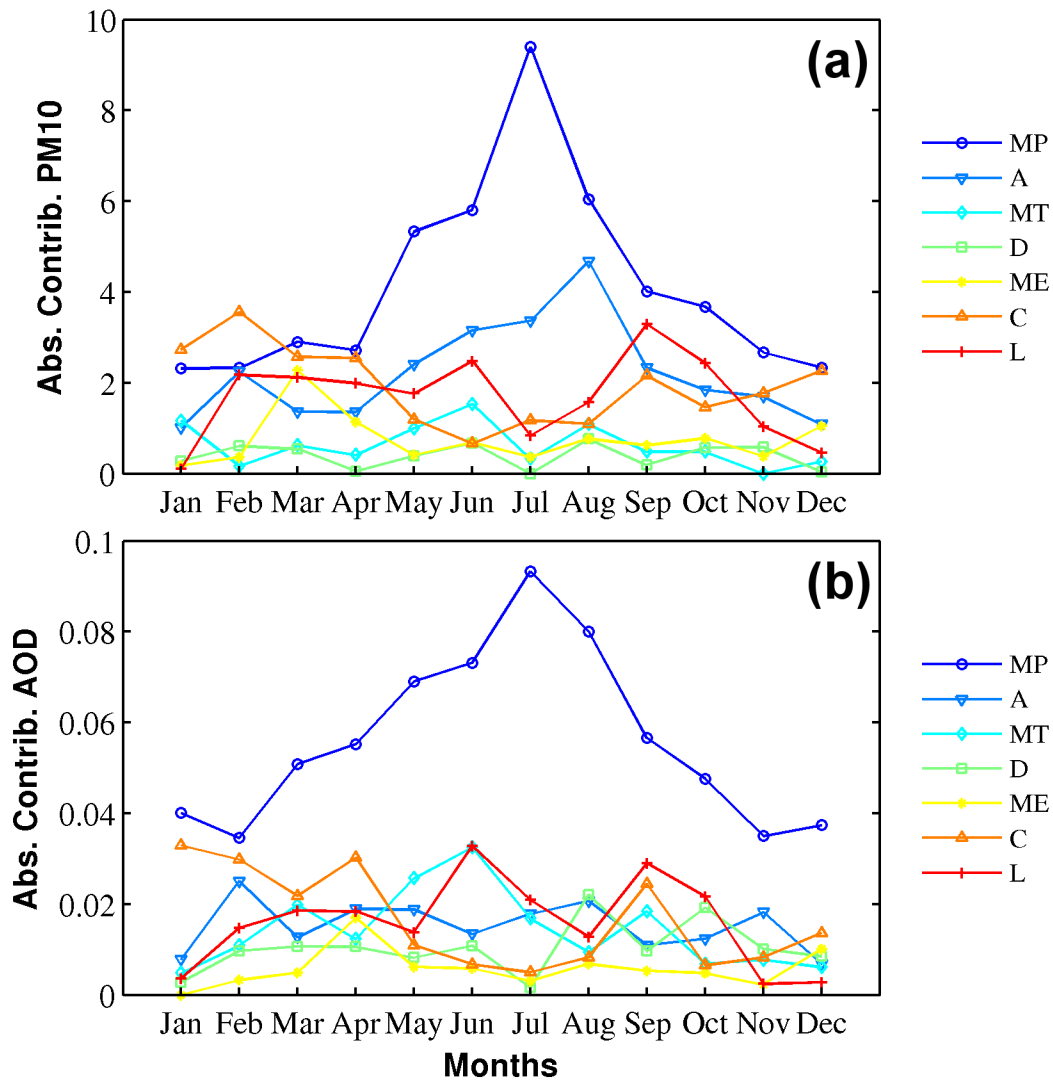 (a)
Abs. Contrib. PM10
10
8
6
4
2
0
Jan Feb Mar Apr May Jun Jul Aug Sep Oct Nov Dec
MP
A
MT
D
ME
C
L
(b)
Abs. Contrib. AOD
0.1
0.08
0.06
0.04
0.02
0
Jan Feb Mar Apr May Jun Jul Aug Sep Oct Nov Dec
Months
MP
A
MT
D
ME
C
L